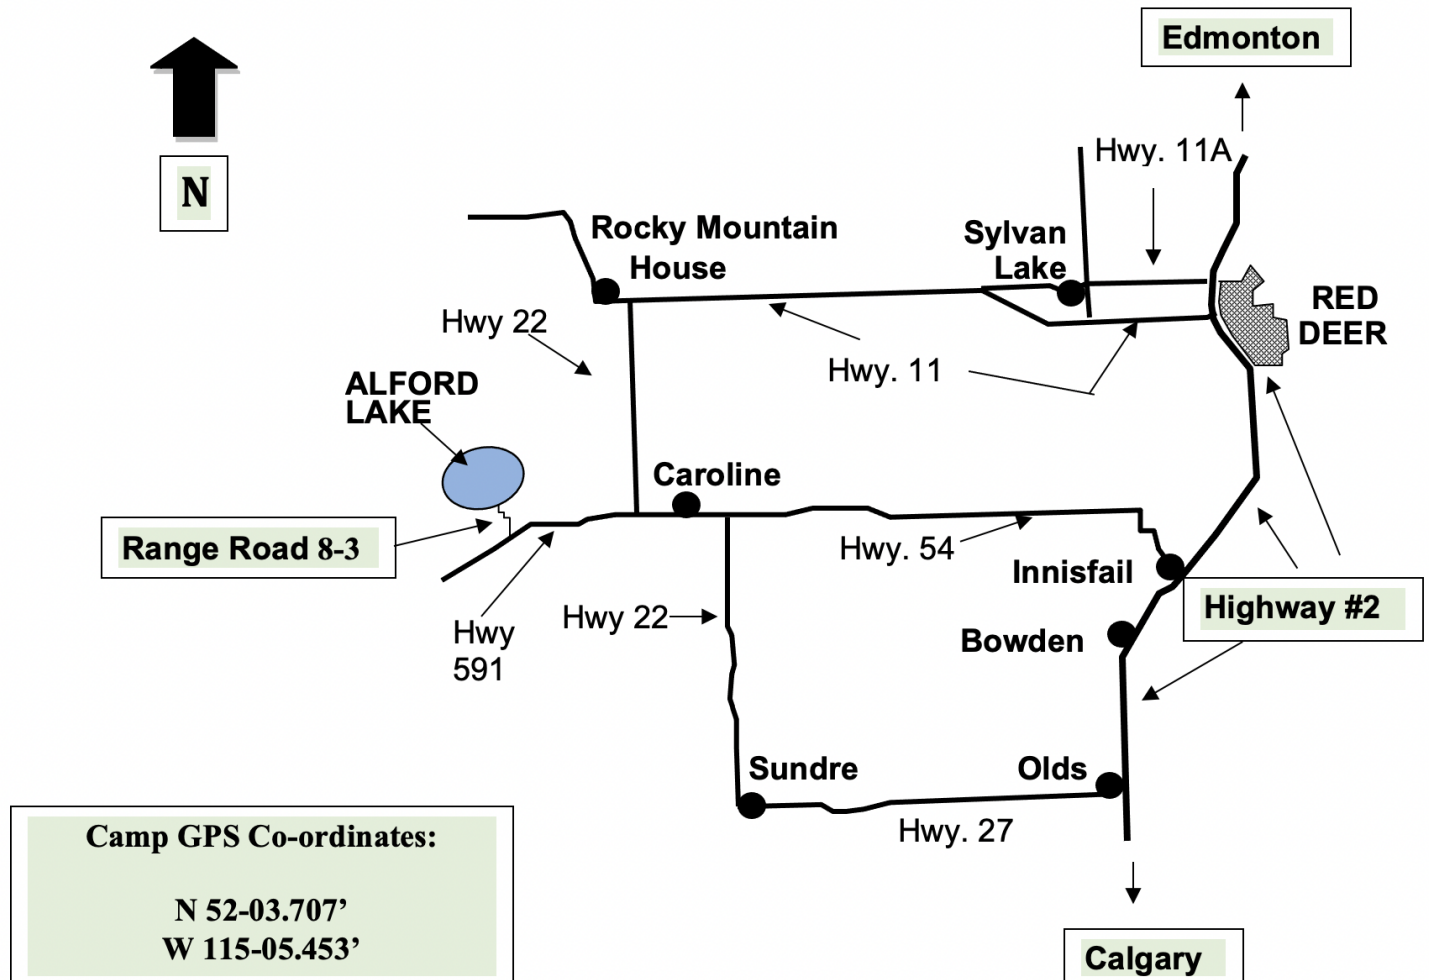 Edmonton
N
Hwy. 11A
Rocky Mountain
House
Sylvan
Lake
RED
DEER
Hwy 22
Hwy. 11
ALFORD
LAKE
Caroline
Range Road 8-3
Hwy. 54
Innisfail
Highway #2
Hwy 22
Hwy
591
Bowden
Sundre
Olds
Hwy. 27
Camp GPS Co-ordinates:
N 52-03.707’
W 115-05.453’
Calgary